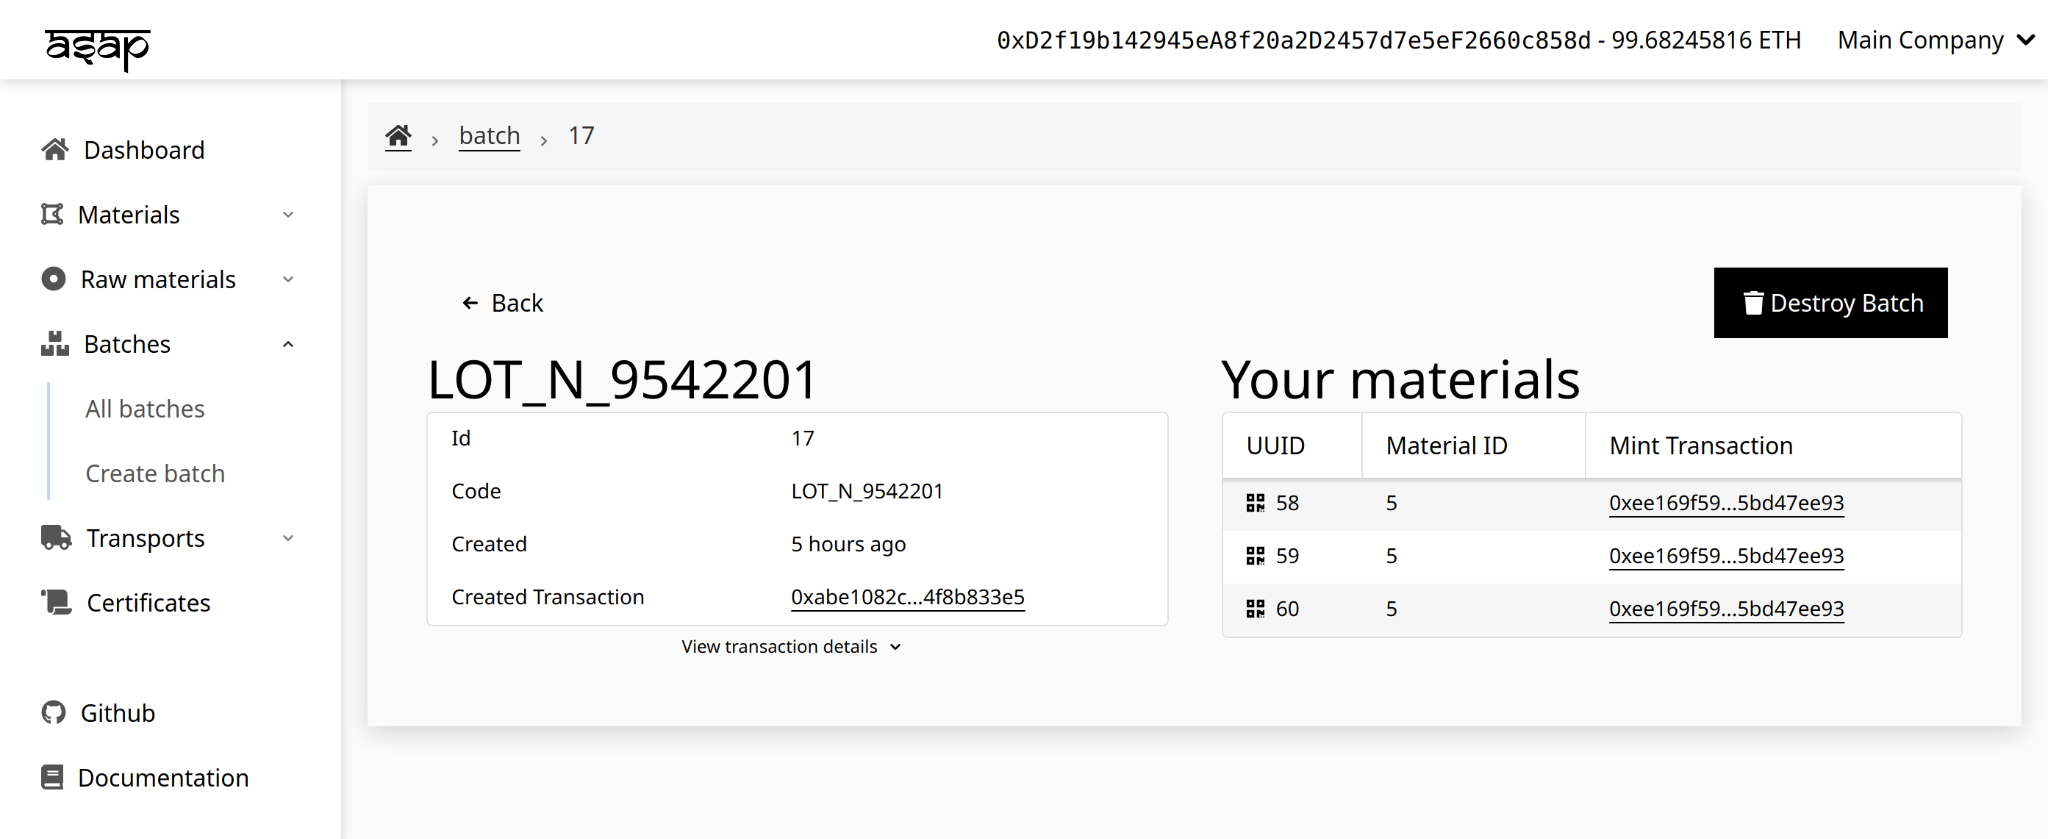 asap
0xD2f19b142945eA8f20a2D2457d7e5eF2660c858d - 99.68245816 ETH Main Company
Dashboard
Materials
Raw materials
Batches
All batches
Create batch
Transports
Certificates
Github
Documentation
batch 17
Back
Destroy Batch
LOT_N_9542201
Id 17
Code LOT_N_9542201
Created 5 hours ago
Created Transaction 0xabe1082c...4f8b833e5
View transaction details
Your materials
UUID Material ID Mint Transaction
58 5 0xee169f59...5bd47ee93
59 5 0xee169f59...5bd47ee93
60 5 0xee169f59...5bd47ee93